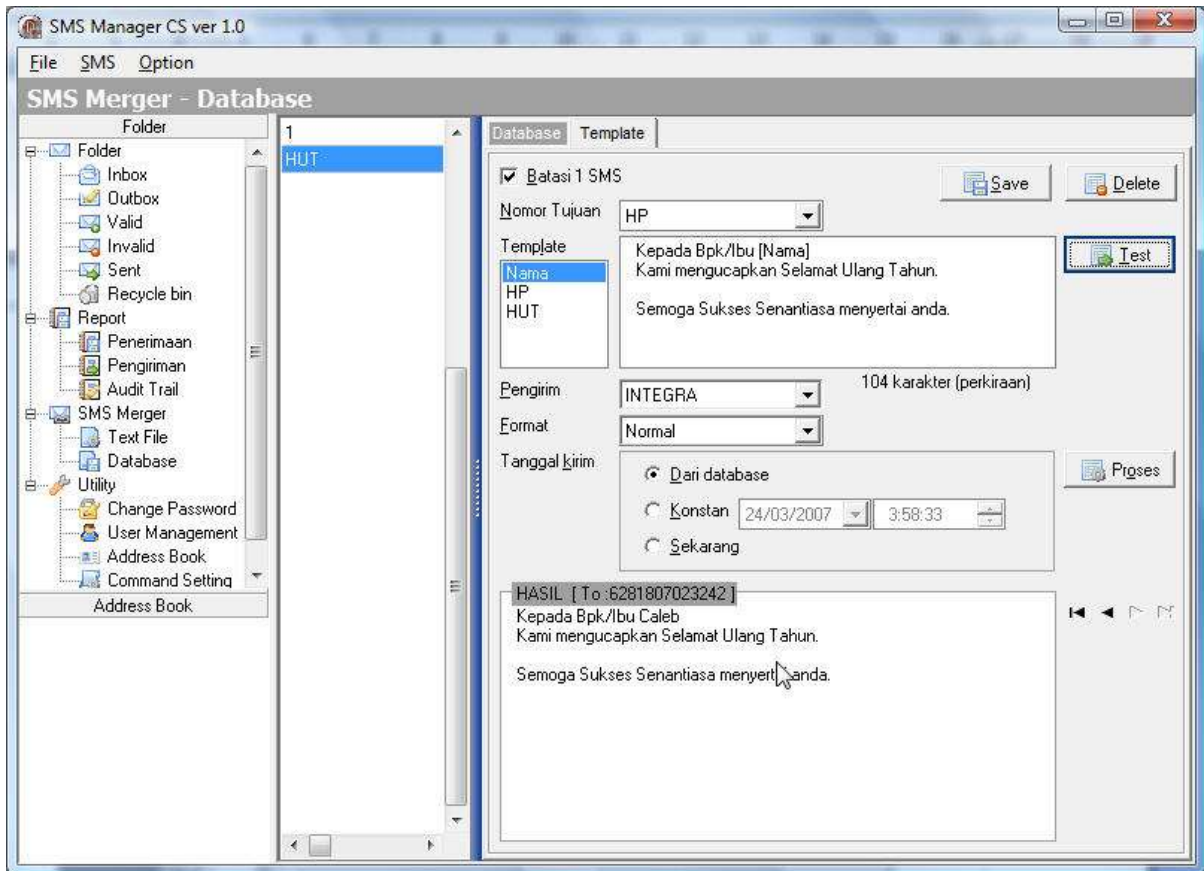 SMS Manager CS ver 1.0
File SMS Option
SMS Merger - Database
Folder
Folder
Inbox
Outbox
Valid
Invalid
Sent
Recycle bin
Report
Penerimaan
Pengiriman
Audit Trail
SMS Merger
Text File
Database
Utility
Change Password
User Management
Address Book
Command Setting
Address Book
1
HUT
Database Template
Batasi 1 SMS
Save Delete
Nomor Tujuan HP
Template
Nama
HP
HUT
Kepada Bpk/Ibu [Nama]
Kami mengucapkan Selamat Ulang Tahun.
Semoga Sukses Senantiasa menyertai anda.
Test
104 karakter (perkiraan)
Pengirim INTEGRA
Format Normal
Tanggal kirim
Dari database
Konstan 24/03/2007 3:58:33
Sekarang
Proses
HASIL [ To :6281807023242 ]
Kepada Bpk/Ibu Caleb
Kami mengucapkan Selamat Ulang Tahun.
Semoga Sukses Senantiasa menyertai anda.